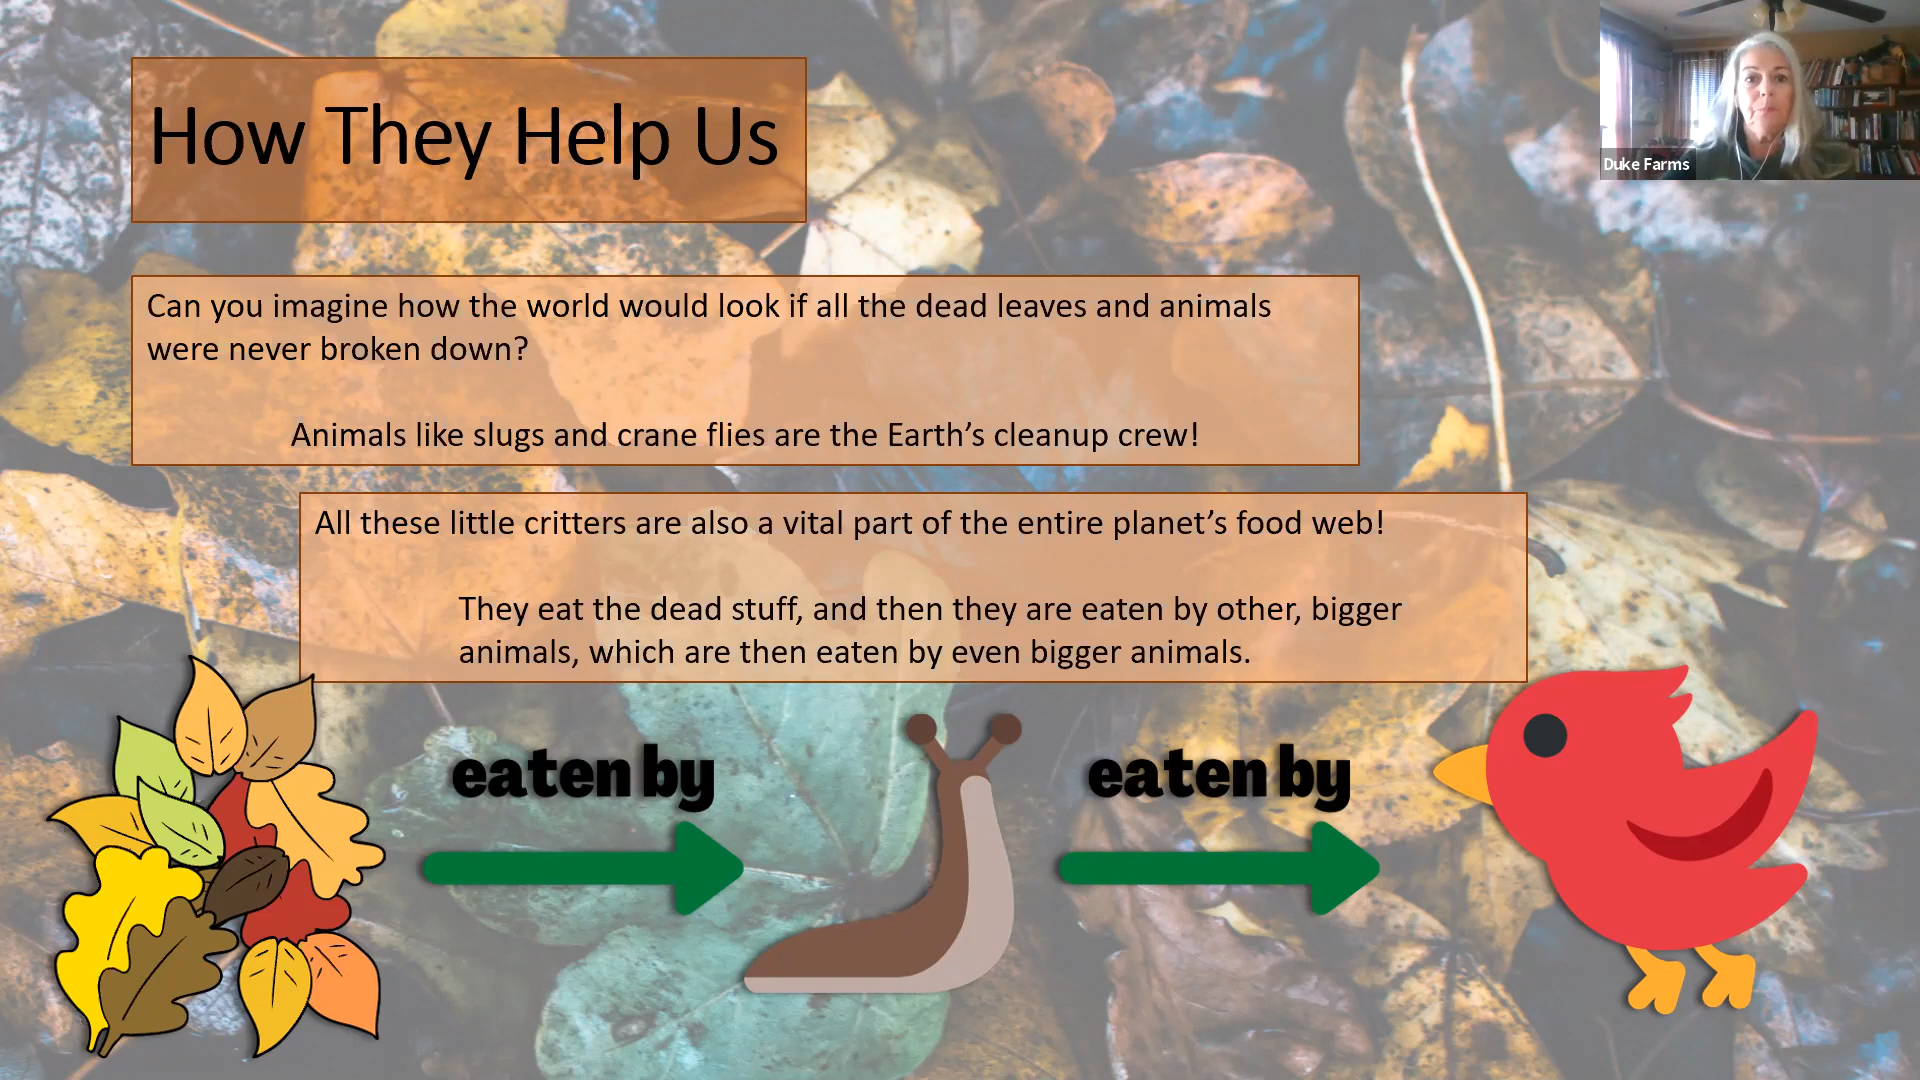 How They Help Us
Duke Farms
Can you imagine how the world would look if all the dead leaves and animals
were never broken down?
Animals like slugs and crane flies are the Earth’s cleanup crew!
All these little critters are also a vital part of the entire planet’s food web!
They eat the dead stuff, and then they are eaten by other, bigger
animals, which are then eaten by even bigger animals.
eaten by
eaten by